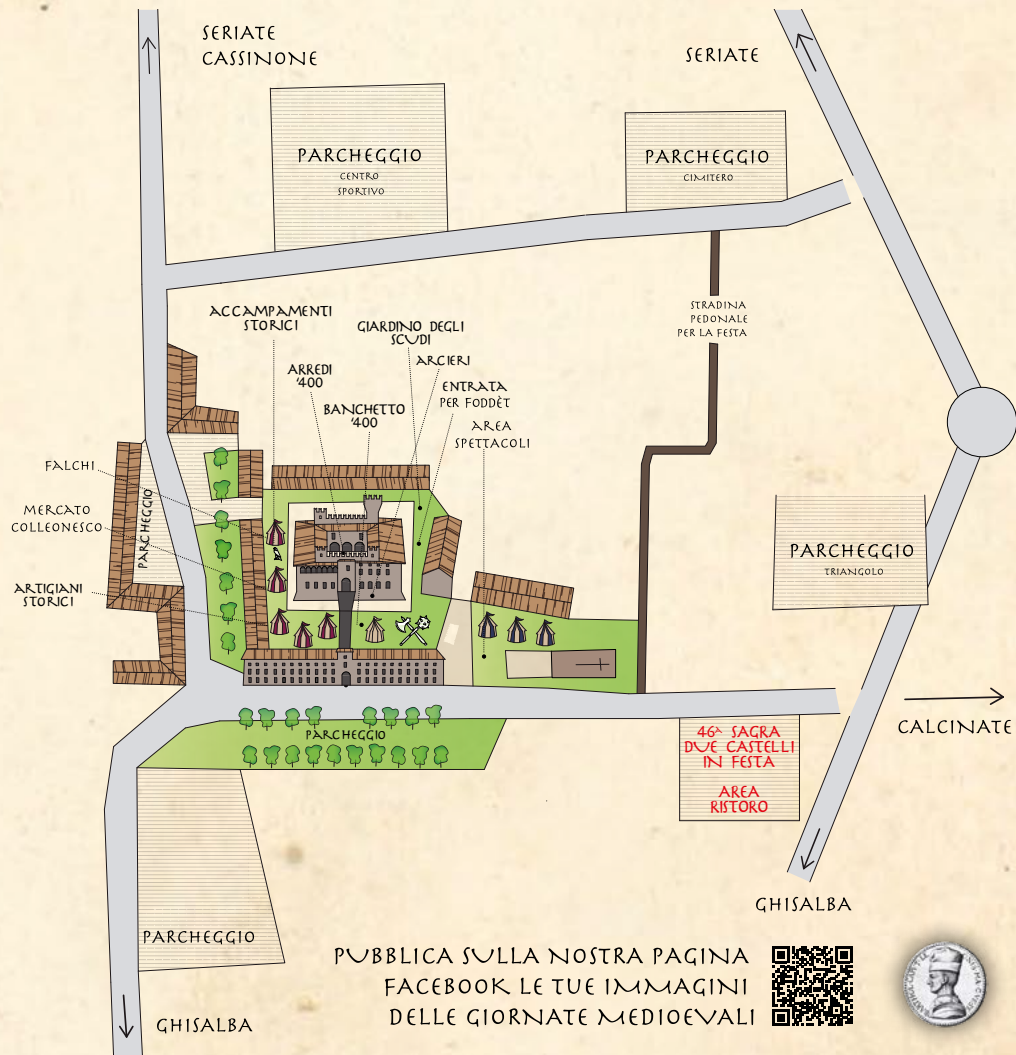 SERIATE
CASSINONE
SERIATE
PARCHEGGIO
CENTRO
SPORTIVO
PARCHEGGIO
CIMITERO
STRADINA
PEDONALE
PER LA FESTA
ACCAMPAMENTI
STORICI
GIARDINO DEGLI
SCUDI
ARCIERI
ARREDI
'400
ENTRATA
PER FODDÈT
BANCHETTO
'400
AREA
SPETTACOLI
FALCHI
MERCATO
COLLEONESCO
PARCHEGGIO
ARTIGIANI
STORICI
PARCHEGGIO
TRIANGOLO
CALCINATE
PARCHEGGIO
46^ SAGRA
DUE CASTELLI
IN FESTA
AREA
RISTORO
GHISALBA
PARCHEGGIO
GHISALBA
PUBBLICA SULLA NOSTRA PAGINA
FACEBOOK LE TUE IMMAGINI
DELLE GIORNATE MEDIOEVALI